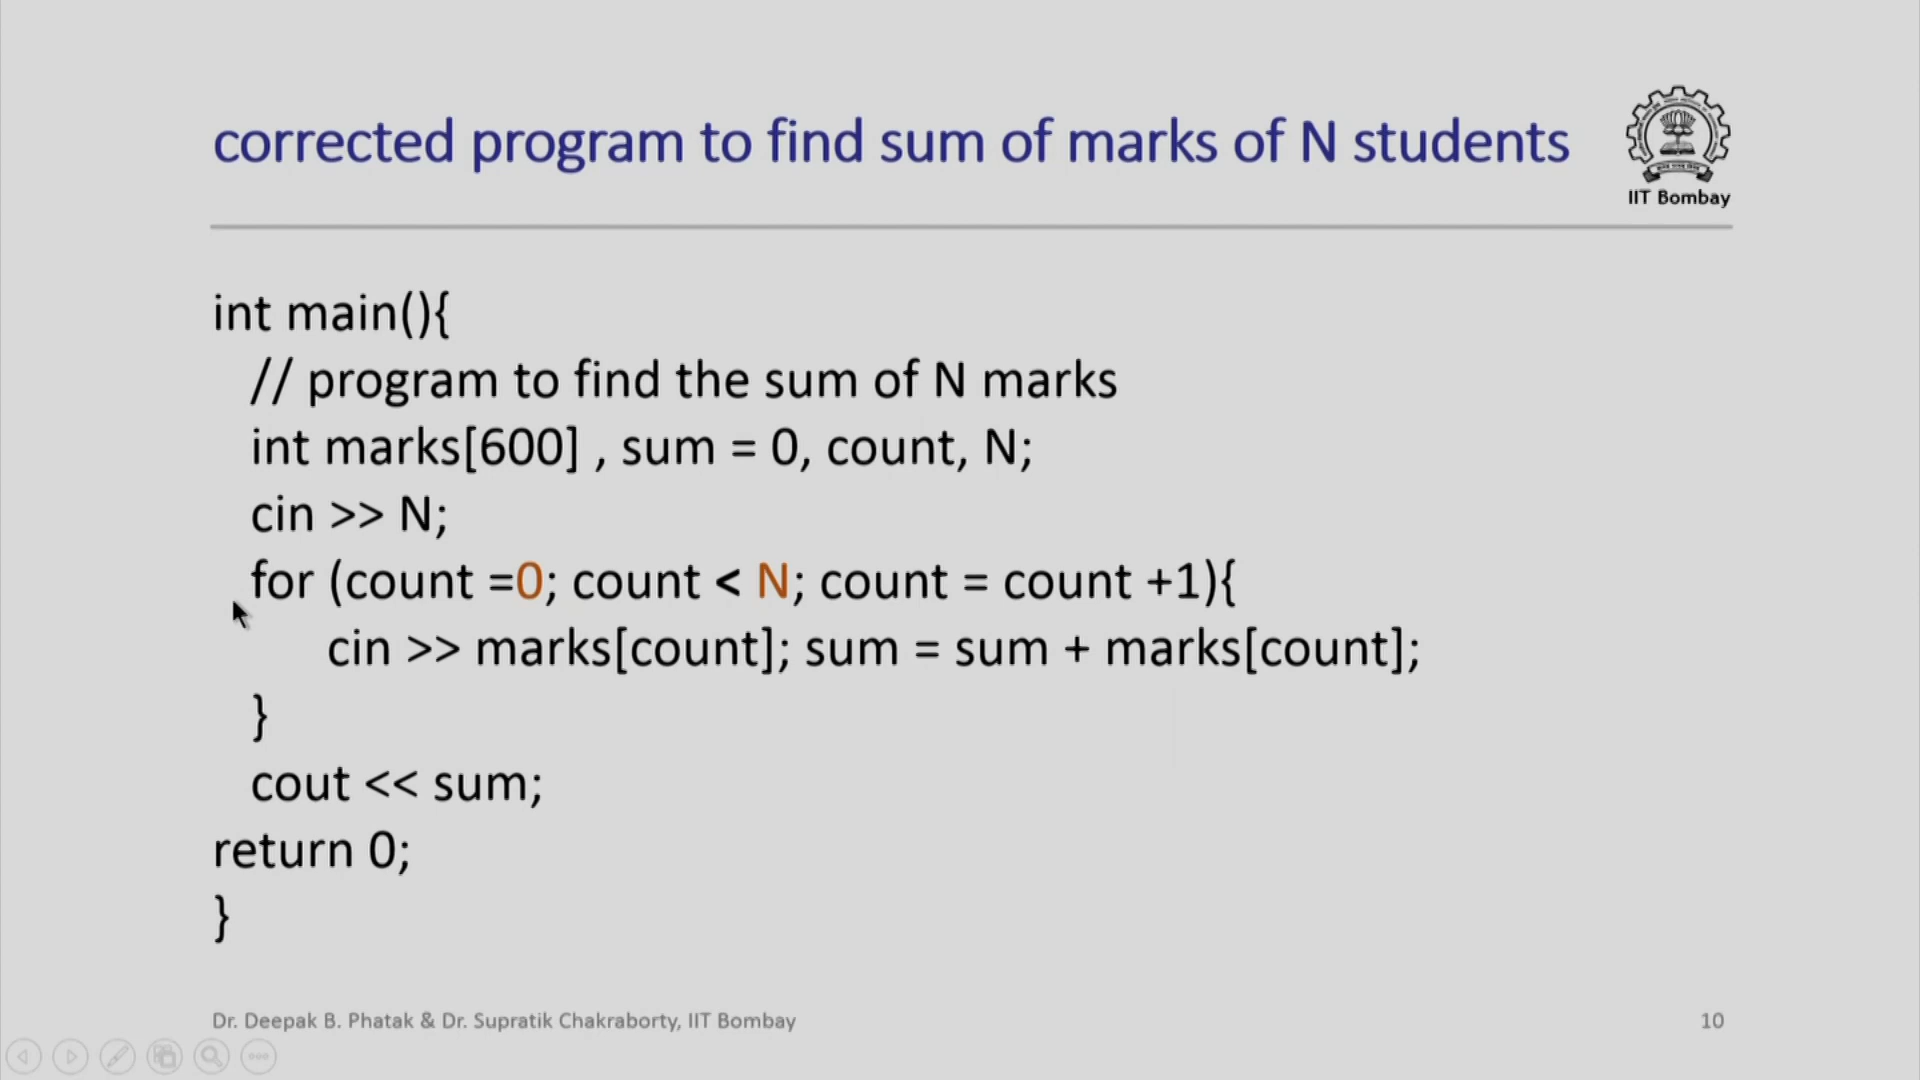 corrected program to find sum of marks of N students
IIT Bombay
int main(){
// program to find the sum of N marks
int marks[600] , sum = 0, count, N;
cin >> N;
for (count =0; count < N; count = count +1){
cin >> marks[count]; sum = sum + marks[count];
}
cout << sum;
return 0;
}
Dr. Deepak B. Phatak & Dr. Supratik Chakraborty, IIT Bombay
10